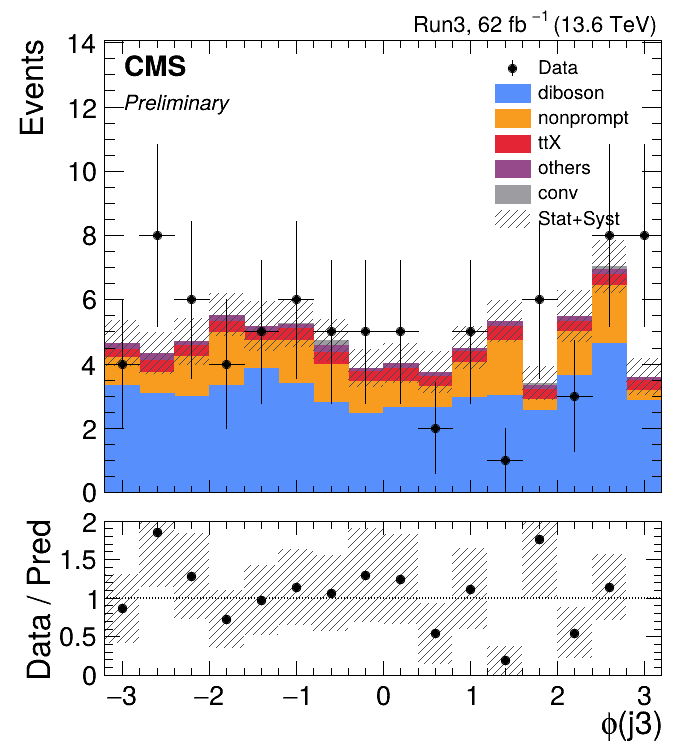 Run3, 62 fb⁻¹ (13.6 TeV)
CMS
Preliminary
Data
diboson
nonprompt
ttX
others
conv
Stat+Syst
Events
14
12
10
8
6
4
2
0
Data / Pred
2
1.5
1
0.5
0
−3 −2 −1 0 1 2 3
ϕ(j3)